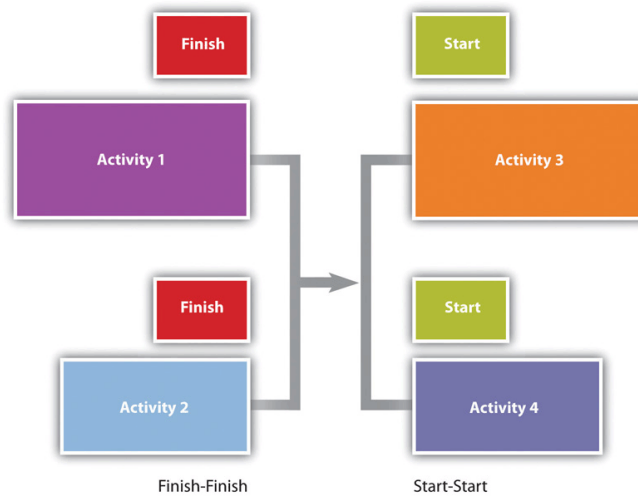 Finish
Start
Activity 1
Activity 3
Finish
Start
Activity 2
Activity 4
Finish-Finish
Start-Start